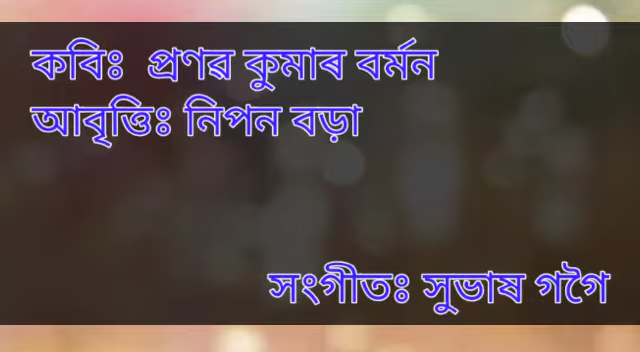 কবিঃ প্ৰণৱ কুমাৰ বৰ্মন
আবৃত্তিঃ নিপন বড়া
সংগীতঃ সুভাষ গগৈ